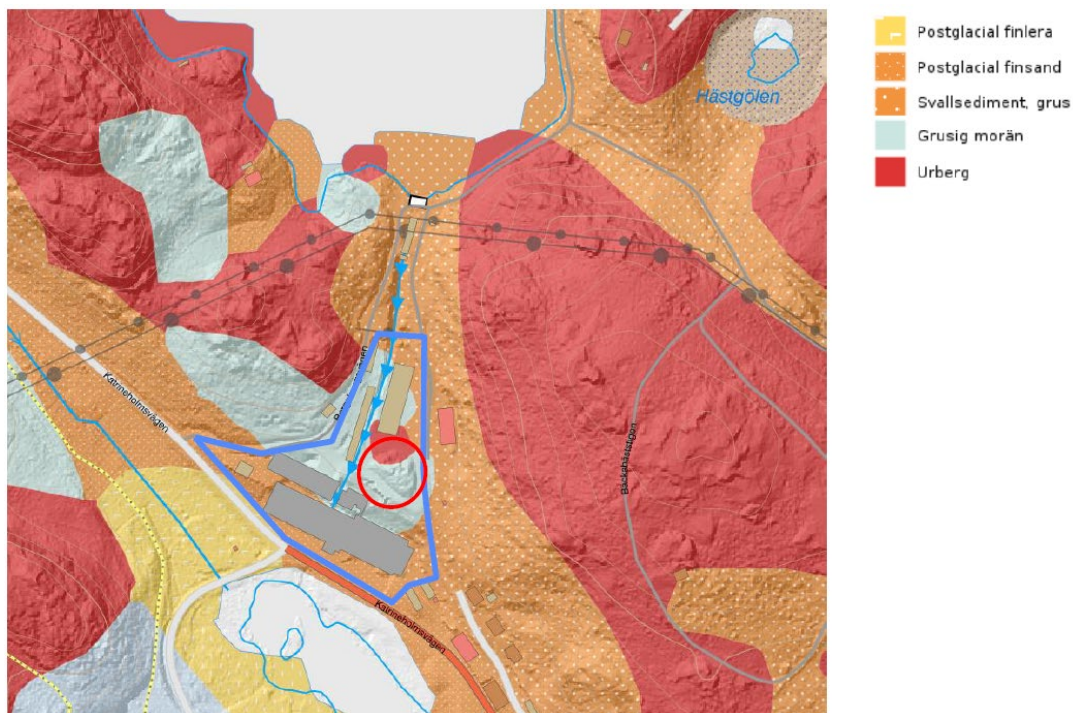 Postglacial finlera
Postglacial finsand
Svallsediment, grus
Grusig morän
Urberg
Hästgölen
Katrineholmsvägen
Katrineholmsvägen